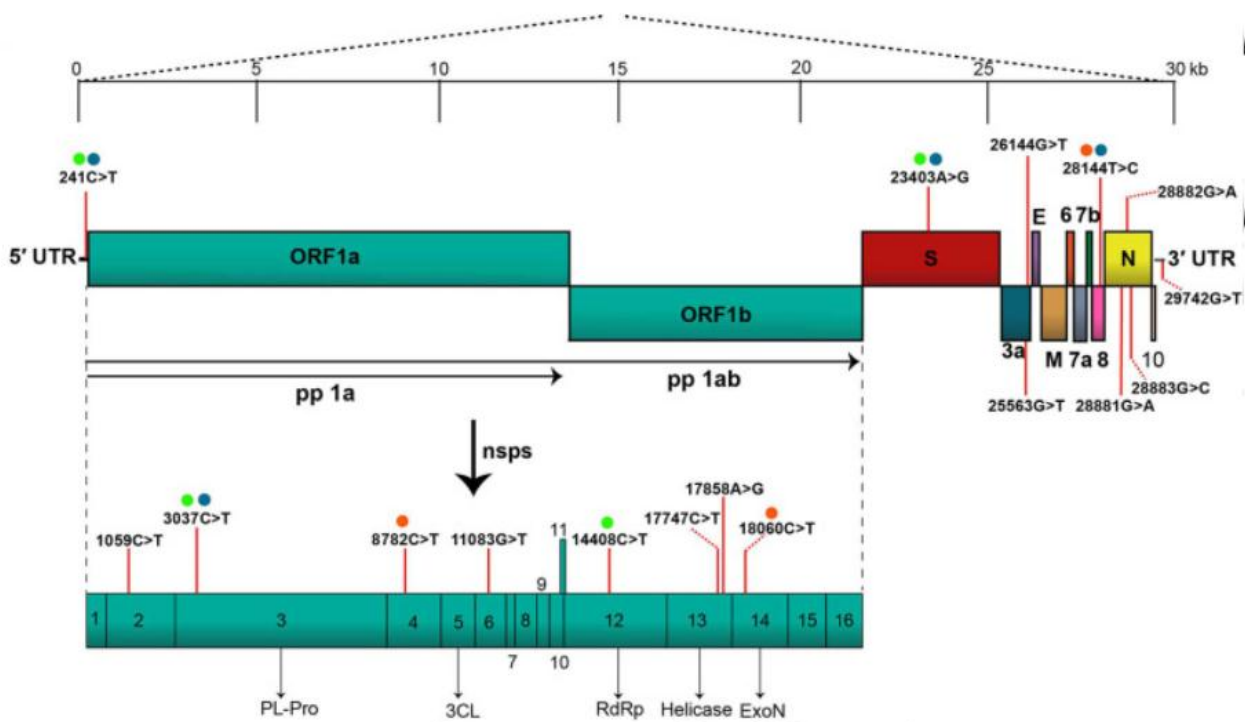 0 5 10 15 20 25 30 kb
26144G>T
241C>T 23403A>G 28144T>C
28882G>A
E 6 7b
5′ UTR ORF1a S N 3′ UTR
29742G>T
ORF1b
3a M 7a 8 10
28883G>C
pp 1a pp 1ab
25563G>T 28881G>A
nsps
17858A>G
3037C>T 17747C>T 18060C>T
1059C>T 8782C>T 11083G>T 11 14408C>T
9
1 2 3 4 5 6 8 12 13 14 15 16
7 10
PL-Pro 3CL RdRp Helicase ExoN